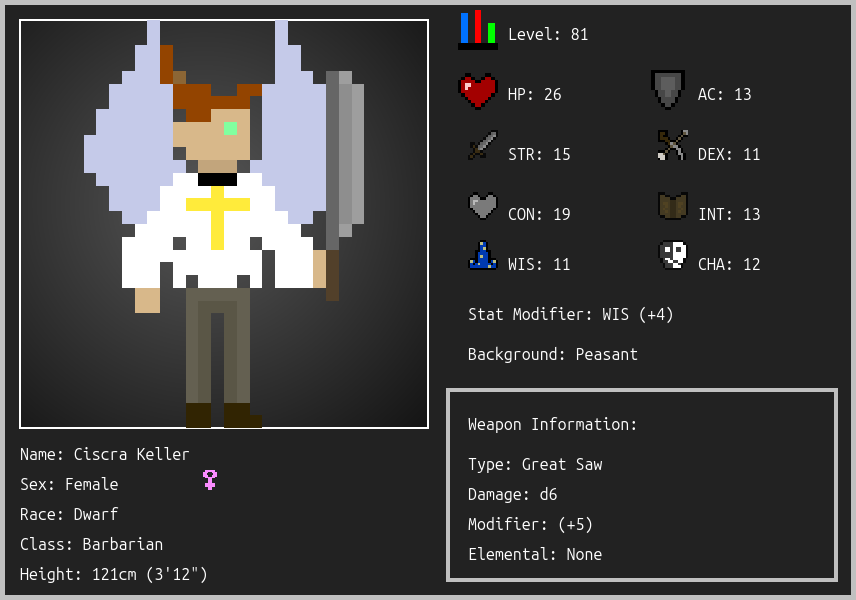 Level: 81
HP: 26
AC: 13
STR: 15
DEX: 11
CON: 19
INT: 13
WIS: 11
CHA: 12
Stat Modifier: WIS (+4)
Background: Peasant
Weapon Information:
Type: Great Saw
Damage: d6
Modifier: (+5)
Elemental: None
Name: Ciscra Keller
Sex: Female
Race: Dwarf
Class: Barbarian
Height: 121cm (3'12")